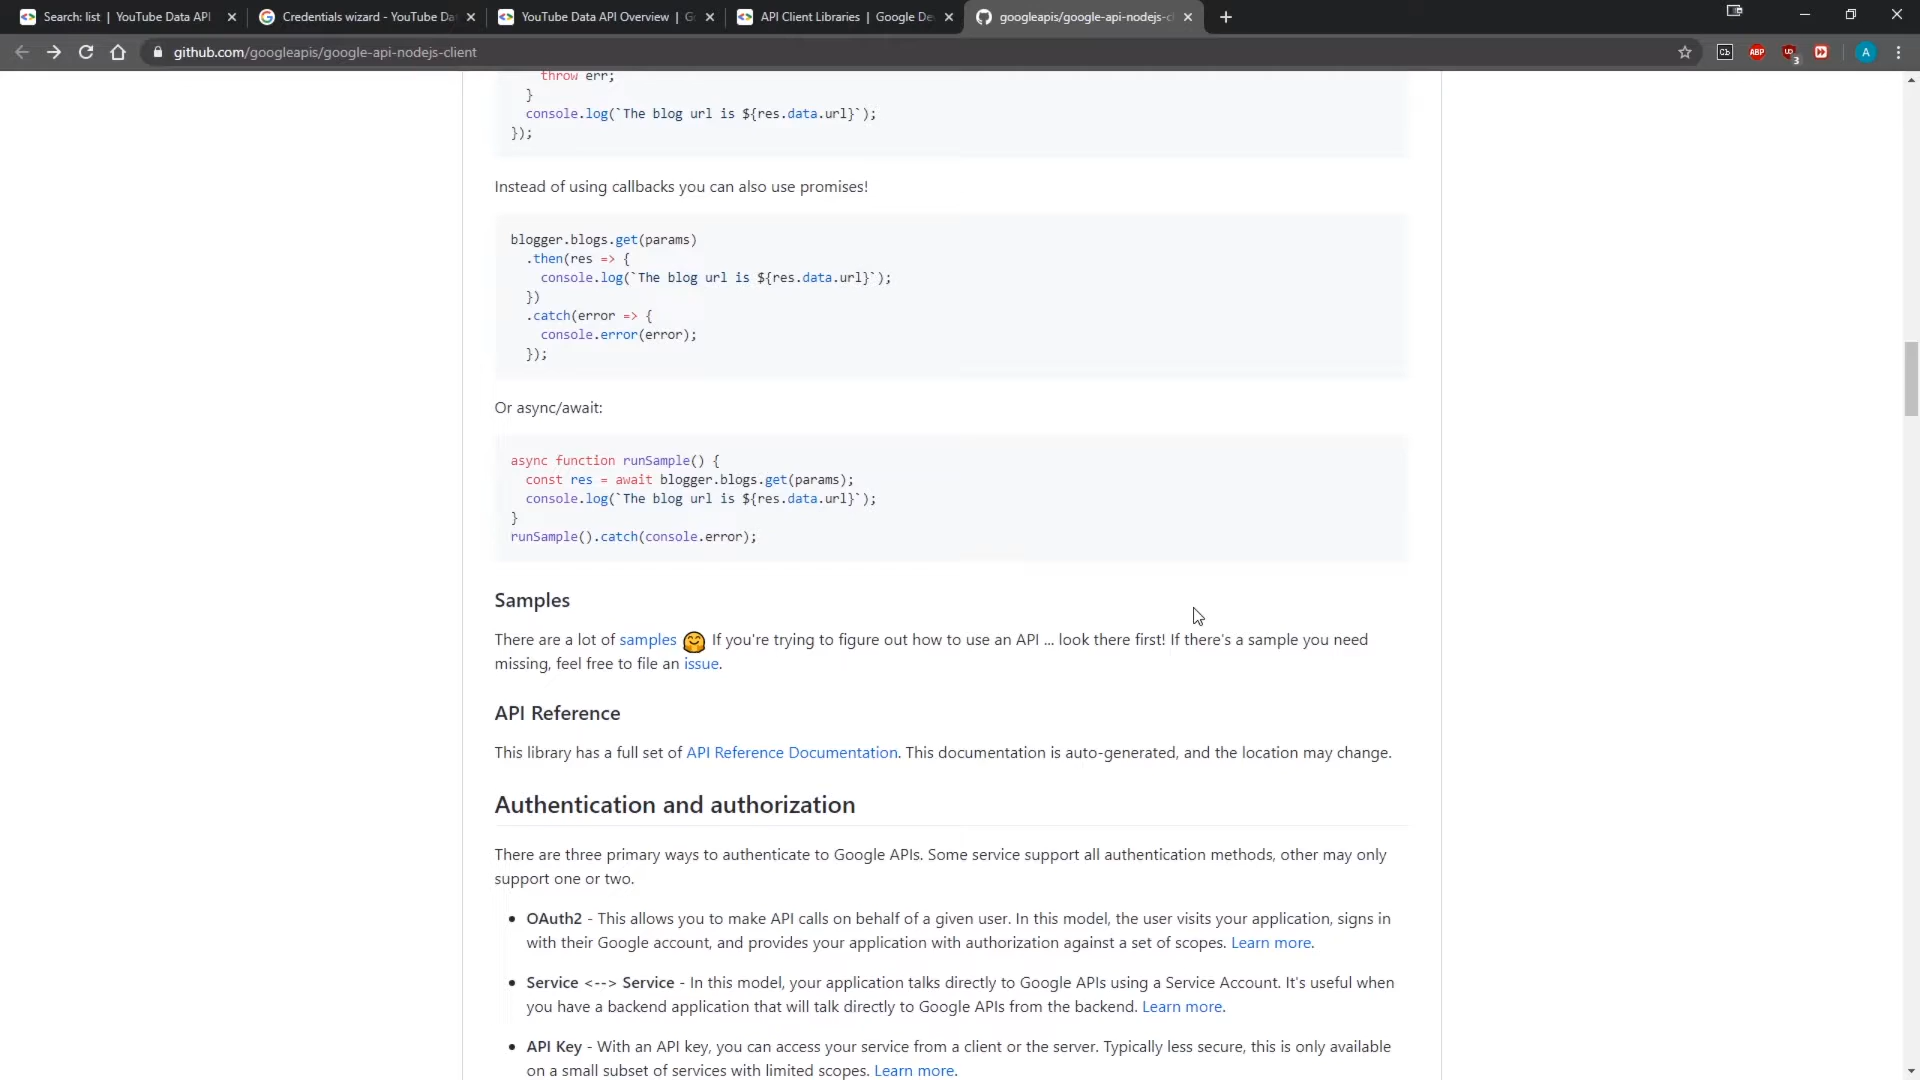 Search: list | YouTube Data API
Credentials wizard - YouTube Da
YouTube Data API Overview | G
API Client Libraries | Google De
googleapis/google-api-nodejs-cl
github.com/googleapis/google-api-nodejs-client
Cb
ABP
3
A
throw err;
}
console.log(`The blog url is ${res.data.url}`);
});
Instead of using callbacks you can also use promises!
blogger.blogs.get(params)
.then(res => {
console.log(`The blog url is ${res.data.url}`);
})
.catch(error => {
console.error(error);
});
Or async/await:
async function runSample() {
const res = await blogger.blogs.get(params);
console.log(`The blog url is ${res.data.url}`);
}
runSample().catch(console.error);
Samples
There are a lot of samples 🤗 If you're trying to figure out how to use an API ... look there first! If there's a sample you need
missing, feel free to file an issue.
API Reference
This library has a full set of API Reference Documentation. This documentation is auto-generated, and the location may change.
Authentication and authorization
There are three primary ways to authenticate to Google APIs. Some service support all authentication methods, other may only
support one or two.
• OAuth2 - This allows you to make API calls on behalf of a given user. In this model, the user visits your application, signs in
with their Google account, and provides your application with authorization against a set of scopes. Learn more.
• Service <--> Service - In this model, your application talks directly to Google APIs using a Service Account. It's useful when
you have a backend application that will talk directly to Google APIs from the backend. Learn more.
• API Key - With an API key, you can access your service from a client or the server. Typically less secure, this is only available
on a small subset of services with limited scopes. Learn more.